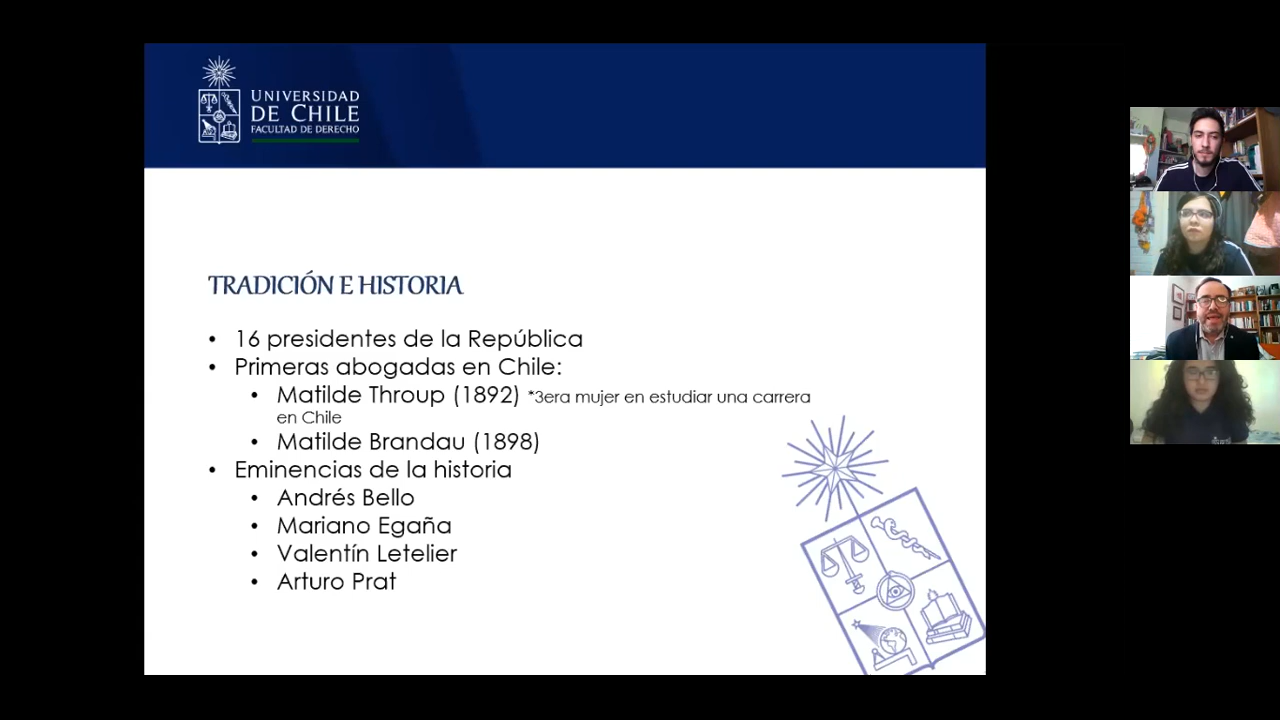 UNIVERSIDAD
DE CHILE
FACULTAD DE DERECHO
TRADICIÓN E HISTORIA
• 16 presidentes de la República
• Primeras abogadas en Chile:
• Matilde Throup (1892) *3era mujer en estudiar una carrera
en Chile
• Matilde Brandau (1898)
• Eminencias de la historia
• Andrés Bello
• Mariano Egaña
• Valentín Letelier
• Arturo Prat